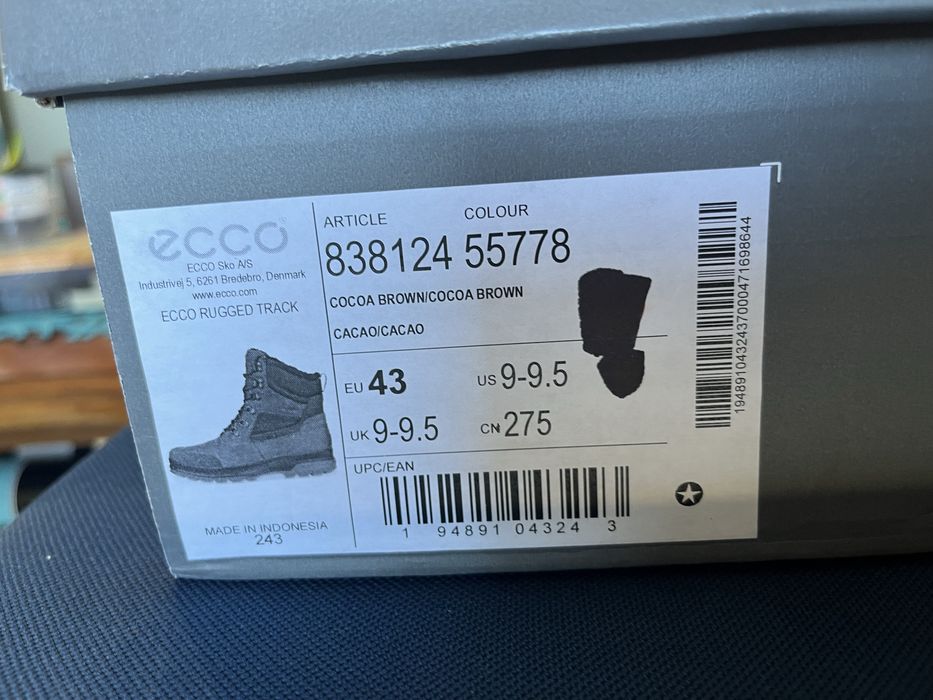 ecco
ECCO Sko A/S
Industrivej 5, 6261 Bredebro, Denmark
www.ecco.com
ECCO RUGGED TRACK
MADE IN INDONESIA
243
ARTICLE COLOUR
838124 55778
COCOA BROWN/COCOA BROWN
CACAO/CACAO
EU 43 US 9-9.5
UK 9-9.5 CN 275
UPC/EAN
1 94891 04324 3
19489104324370004716986​44